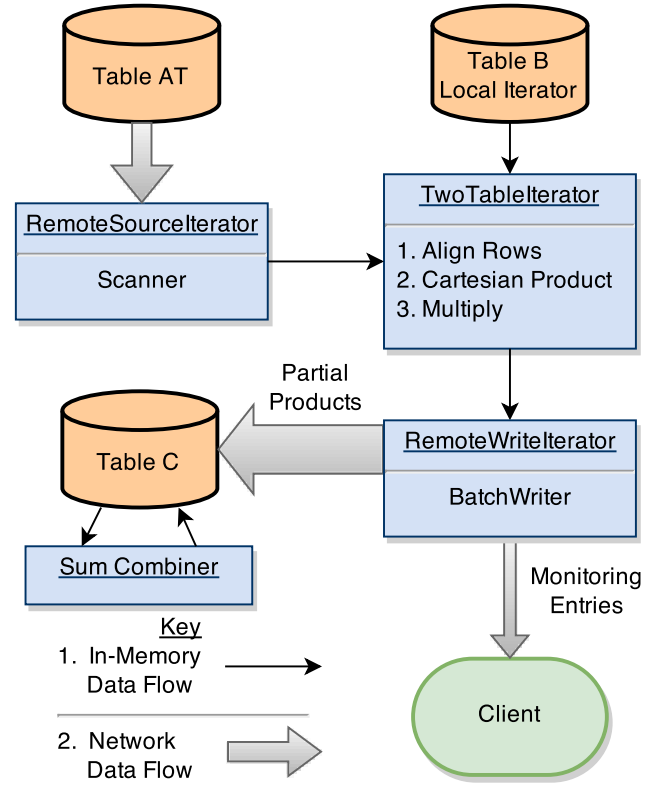 Table AT
Table B
Local Iterator
RemoteSourceIterator
Scanner
TwoTableIterator
1. Align Rows
2. Cartesian Product
3. Multiply
Partial
Products
Table C
RemoteWriteIterator
BatchWriter
Sum Combiner
Monitoring
Entries
Key
1. In-Memory
Data Flow
2. Network
Data Flow
Client